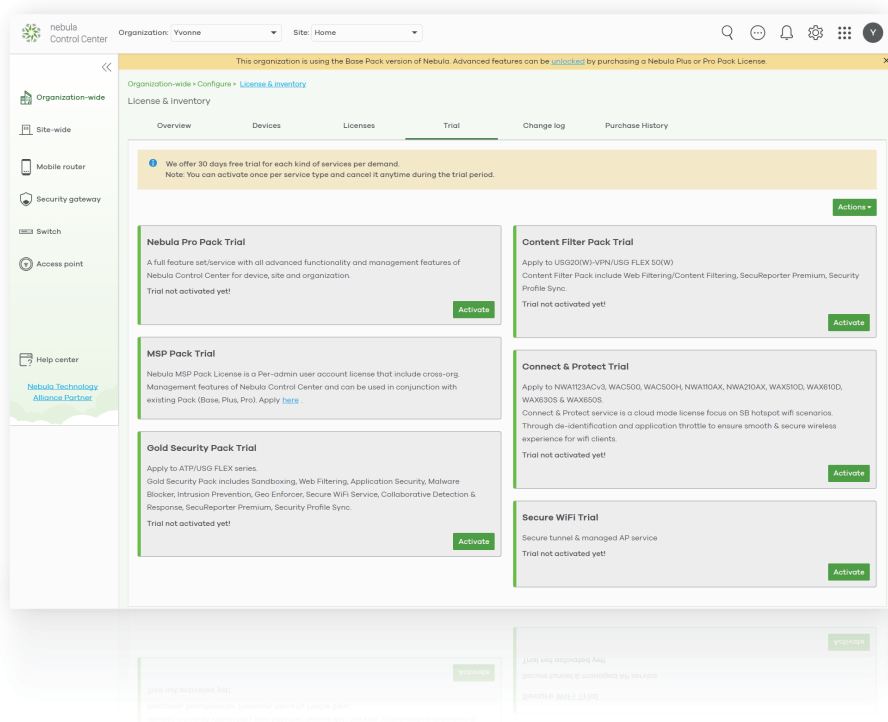 nebula
Control Center
Organization: Yvonne
Site: Home
Y
This organization is using the Base Pack version of Nebula. Advanced features can be unlocked by purchasing a Nebula Plus or Pro Pack License.
×
Organization-wide
Site-wide
Mobile router
Security gateway
Switch
Access point
Help center
Nebula Technology
Alliance Partner
Organization-wide > Configure > License & inventory
License & inventory
Overview
Devices
Licenses
Trial
Change log
Purchase History
We offer 30 days free trial for each kind of services per demand.
Note: You can activate once per service type and cancel it anytime during the trial period.
Actions
Nebula Pro Pack Trial
A full feature set/service with all advanced functionality and management features of
Nebula Control Center for device, site and organization.
Trial not activated yet!
Activate
MSP Pack Trial
Nebula MSP Pack License is a Per-admin user account license that include cross-org.
Management features of Nebula Control Center and can be used in conjunction with
existing Pack (Base, Plus, Pro). Apply here .
Gold Security Pack Trial
Apply to ATP/USG FLEX series.
Gold Security Pack includes Sandboxing, Web Filtering, Application Security, Malware
Blocker, Intrusion Prevention, Geo Enforcer, Secure WiFi Service, Collaborative Detection &
Response, SecuReporter Premium, Security Profile Sync.
Trial not activated yet!
Activate
Content Filter Pack Trial
Apply to USG20(W)-VPN/USG FLEX 50(W)
Content Filter Pack include Web Filtering/Content Filtering, SecuReporter Premium, Security
Profile Sync.
Trial not activated yet!
Activate
Connect & Protect Trial
Apply to NWA1123ACv3, WAC500, WAC500H, NWA110AX, NWA210AX, WAX510D, WAX610D,
WAX630S & WAX650S.
Connect & Protect service is a cloud mode license focus on SB hotspot wifi scenarios.
Through de-identification and application throttle to ensure smooth & secure wireless
experience for wifi clients.
Trial not activated yet!
Activate
Secure WiFi Trial
Secure tunnel & managed AP service
Trial not activated yet!
Activate